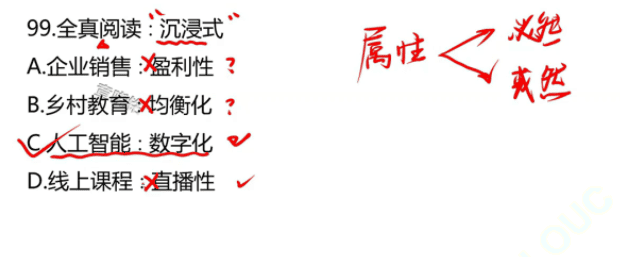 99.全真阅读：沉浸式
A.企业销售：盈利性 ?
B.乡村教育：均衡化 ?
C.人工智能：数字化
D.线上课程：直播性
属性
必然
或然
OUC